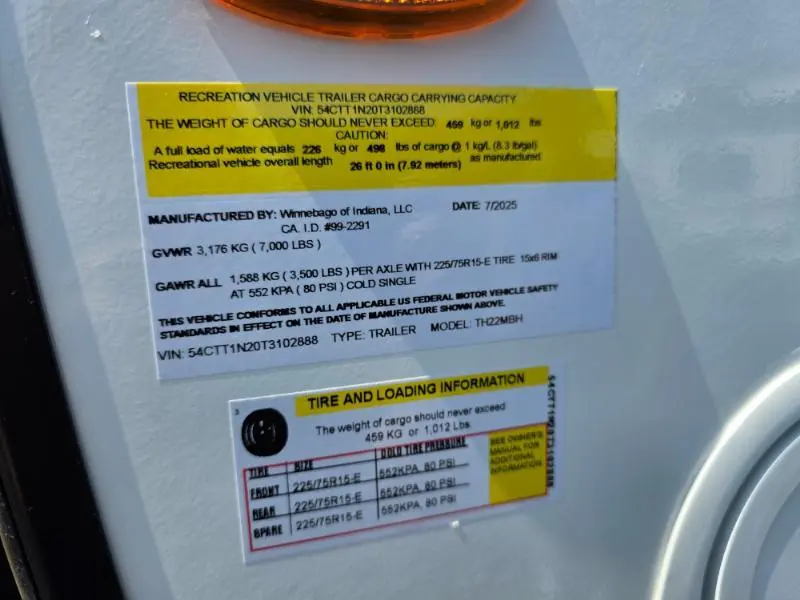 RECREATION VEHICLE TRAILER CARGO CARRYING CAPACITY
VIN: 54CTT1N20T3102888
THE WEIGHT OF CARGO SHOULD NEVER EXCEED: 459 kg or 1,012 lbs
CAUTION:
A full load of water equals 226 kg or 498 lbs of cargo @ 1 kg/L (8.3 lb/gal)
Recreational vehicle overall length 26 ft 0 in (7.92 meters) as manufactured
MANUFACTURED BY: Winnebago of Indiana, LLC DATE: 7/2025
CA. I.D. #99-2291
GVWR 3,176 KG ( 7,000 LBS )
GAWR ALL 1,588 KG ( 3,500 LBS ) PER AXLE WITH 225/75R15-E TIRE 15x6 RIM
AT 552 KPA ( 80 PSI ) COLD SINGLE
THIS VEHICLE CONFORMS TO ALL APPLICABLE US FEDERAL MOTOR VEHICLE SAFETY
STANDARDS IN EFFECT ON THE DATE OF MANUFACTURE SHOWN ABOVE.
VIN: 54CTT1N20T3102888 TYPE: TRAILER MODEL: TH22MBH
3
TIRE AND LOADING INFORMATION
The weight of cargo should never exceed
459 KG or 1,012 Lbs
TIRE SIZE COLD TIRE PRESSURE
FRONT 225/75R15-E 552KPA, 80 PSI
REAR 225/75R15-E 552KPA, 80 PSI
SPARE 225/75R15-E 552KPA, 80 PSI
SEE OWNER'S
MANUAL FOR
ADDITIONAL
INFORMATION
54CTT1N20T3102888